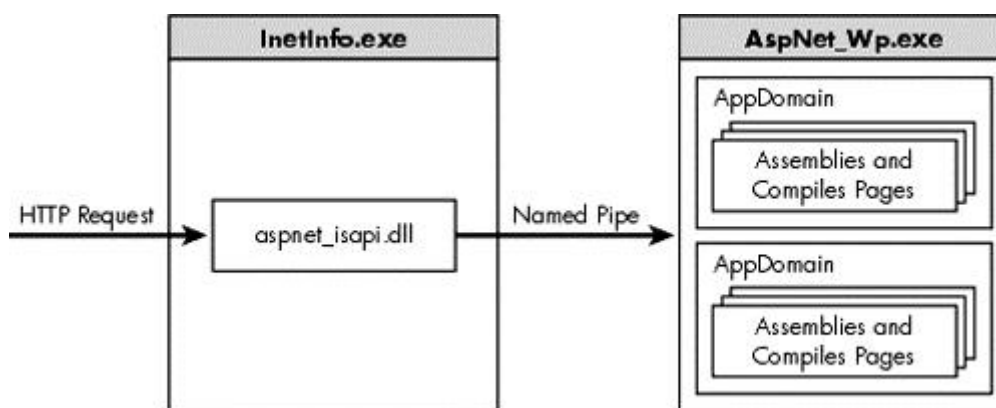 InetInfo.exe
AspNet_Wp.exe
HTTP Request
aspnet_isapi.dll
Named Pipe
AppDomain
Assemblies and
Compiles Pages
AppDomain
Assemblies and
Compiles Pages